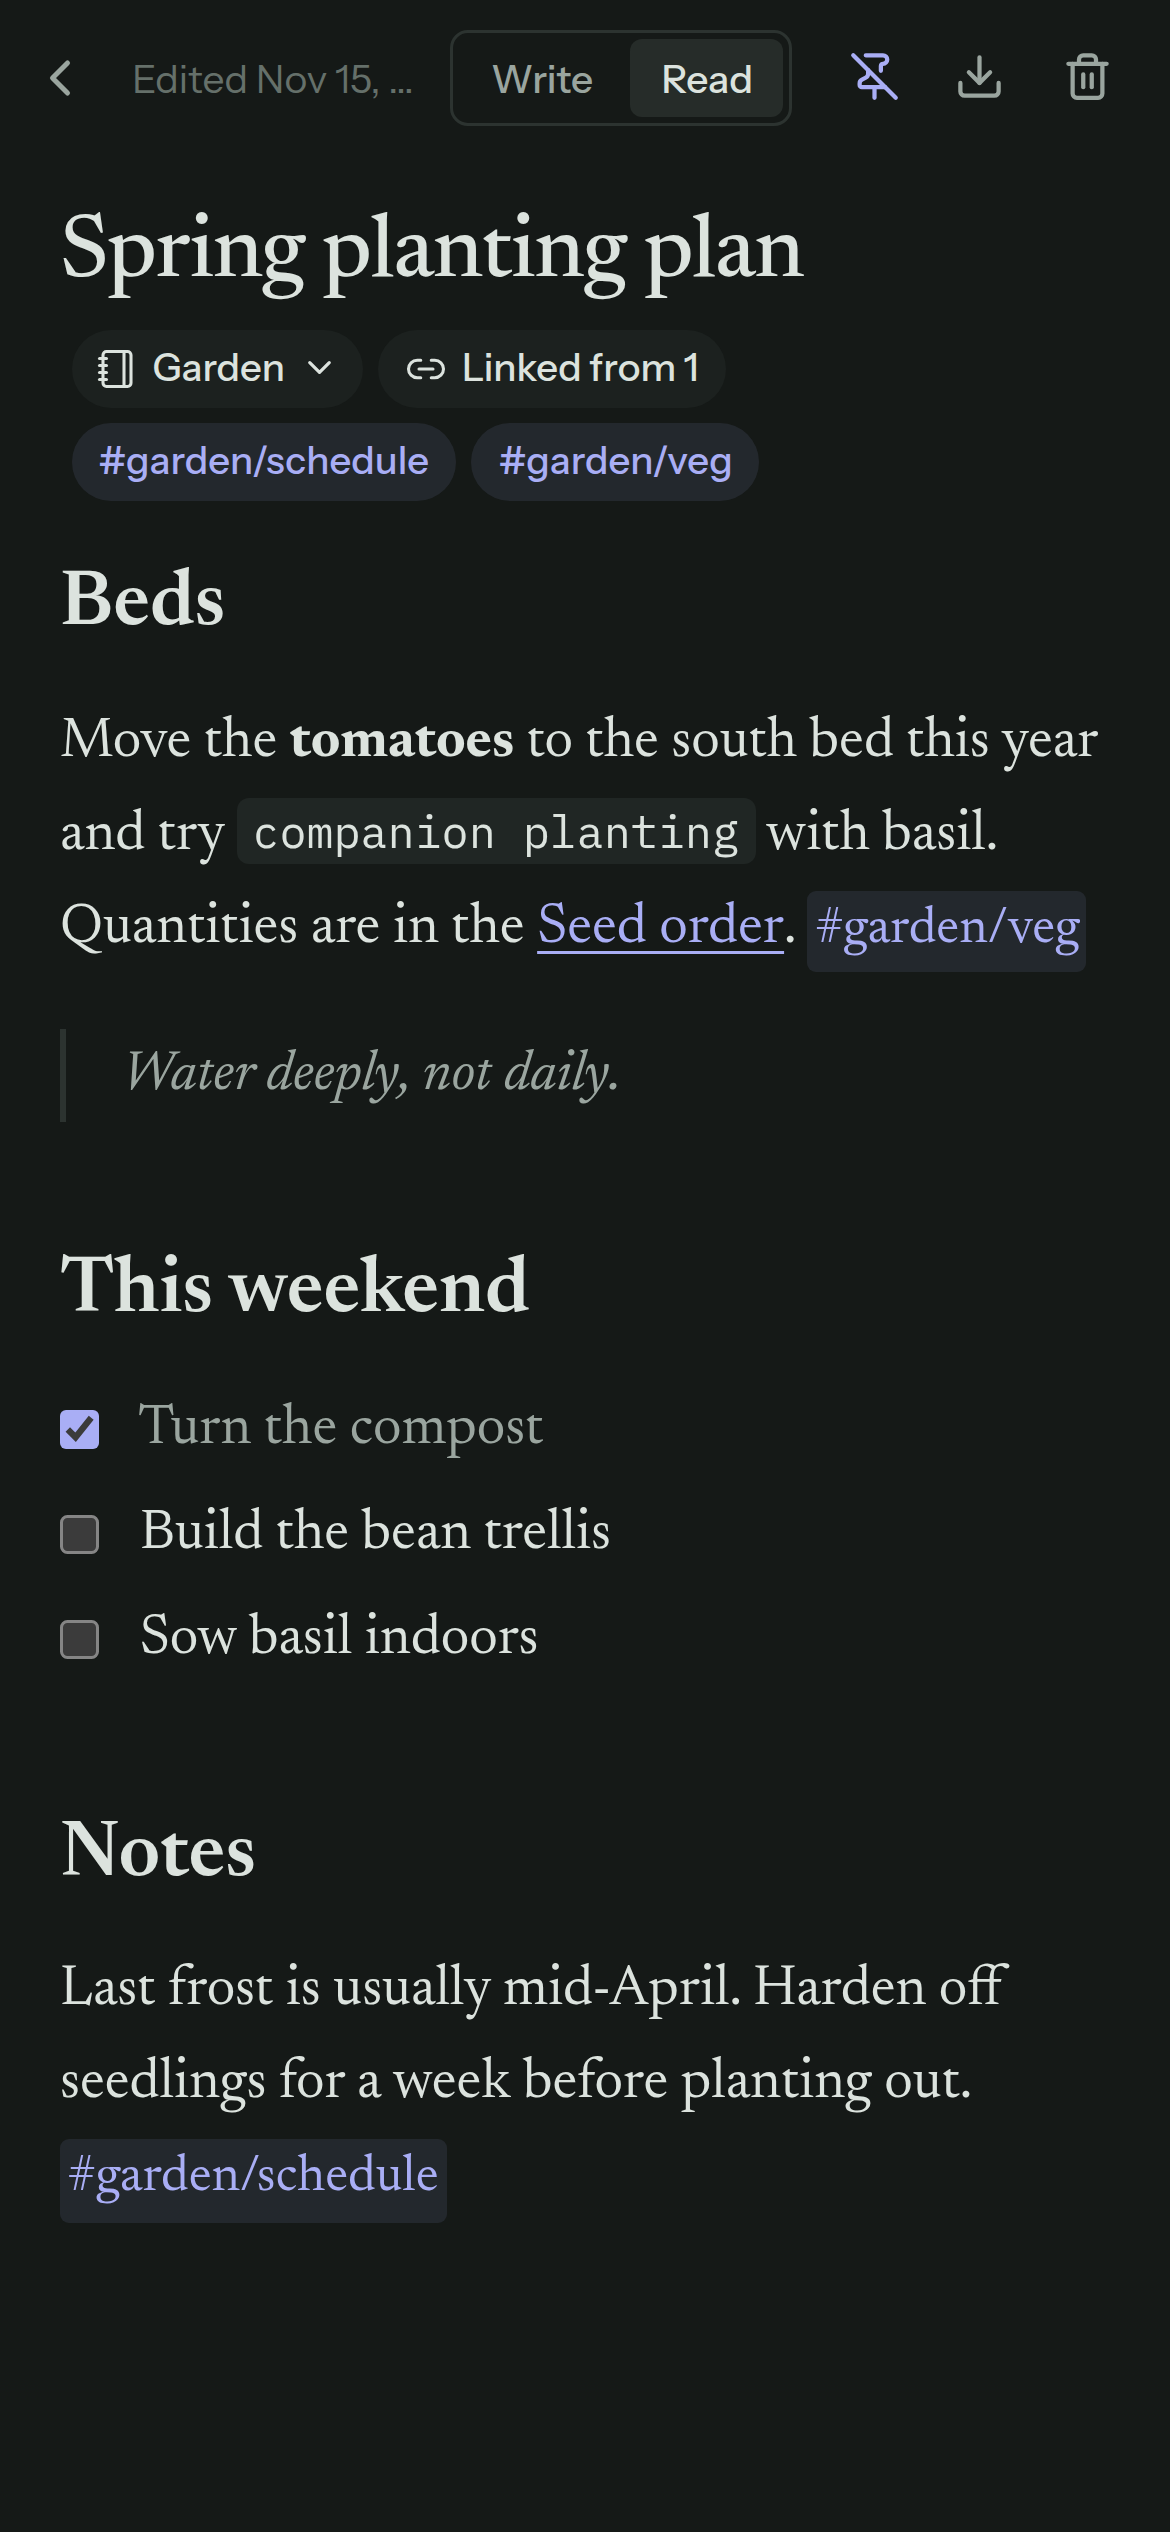 Edited Nov 15, ...
Write
Read
Spring planting plan
Garden
Linked from 1
#garden/schedule
#garden/veg
Beds
Move the tomatoes to the south bed this year
and try companion planting with basil.
Quantities are in the Seed order. #garden/veg
Water deeply, not daily.
This weekend
Turn the compost
Build the bean trellis
Sow basil indoors
Notes
Last frost is usually mid-April. Harden off
seedlings for a week before planting out.
#garden/schedule